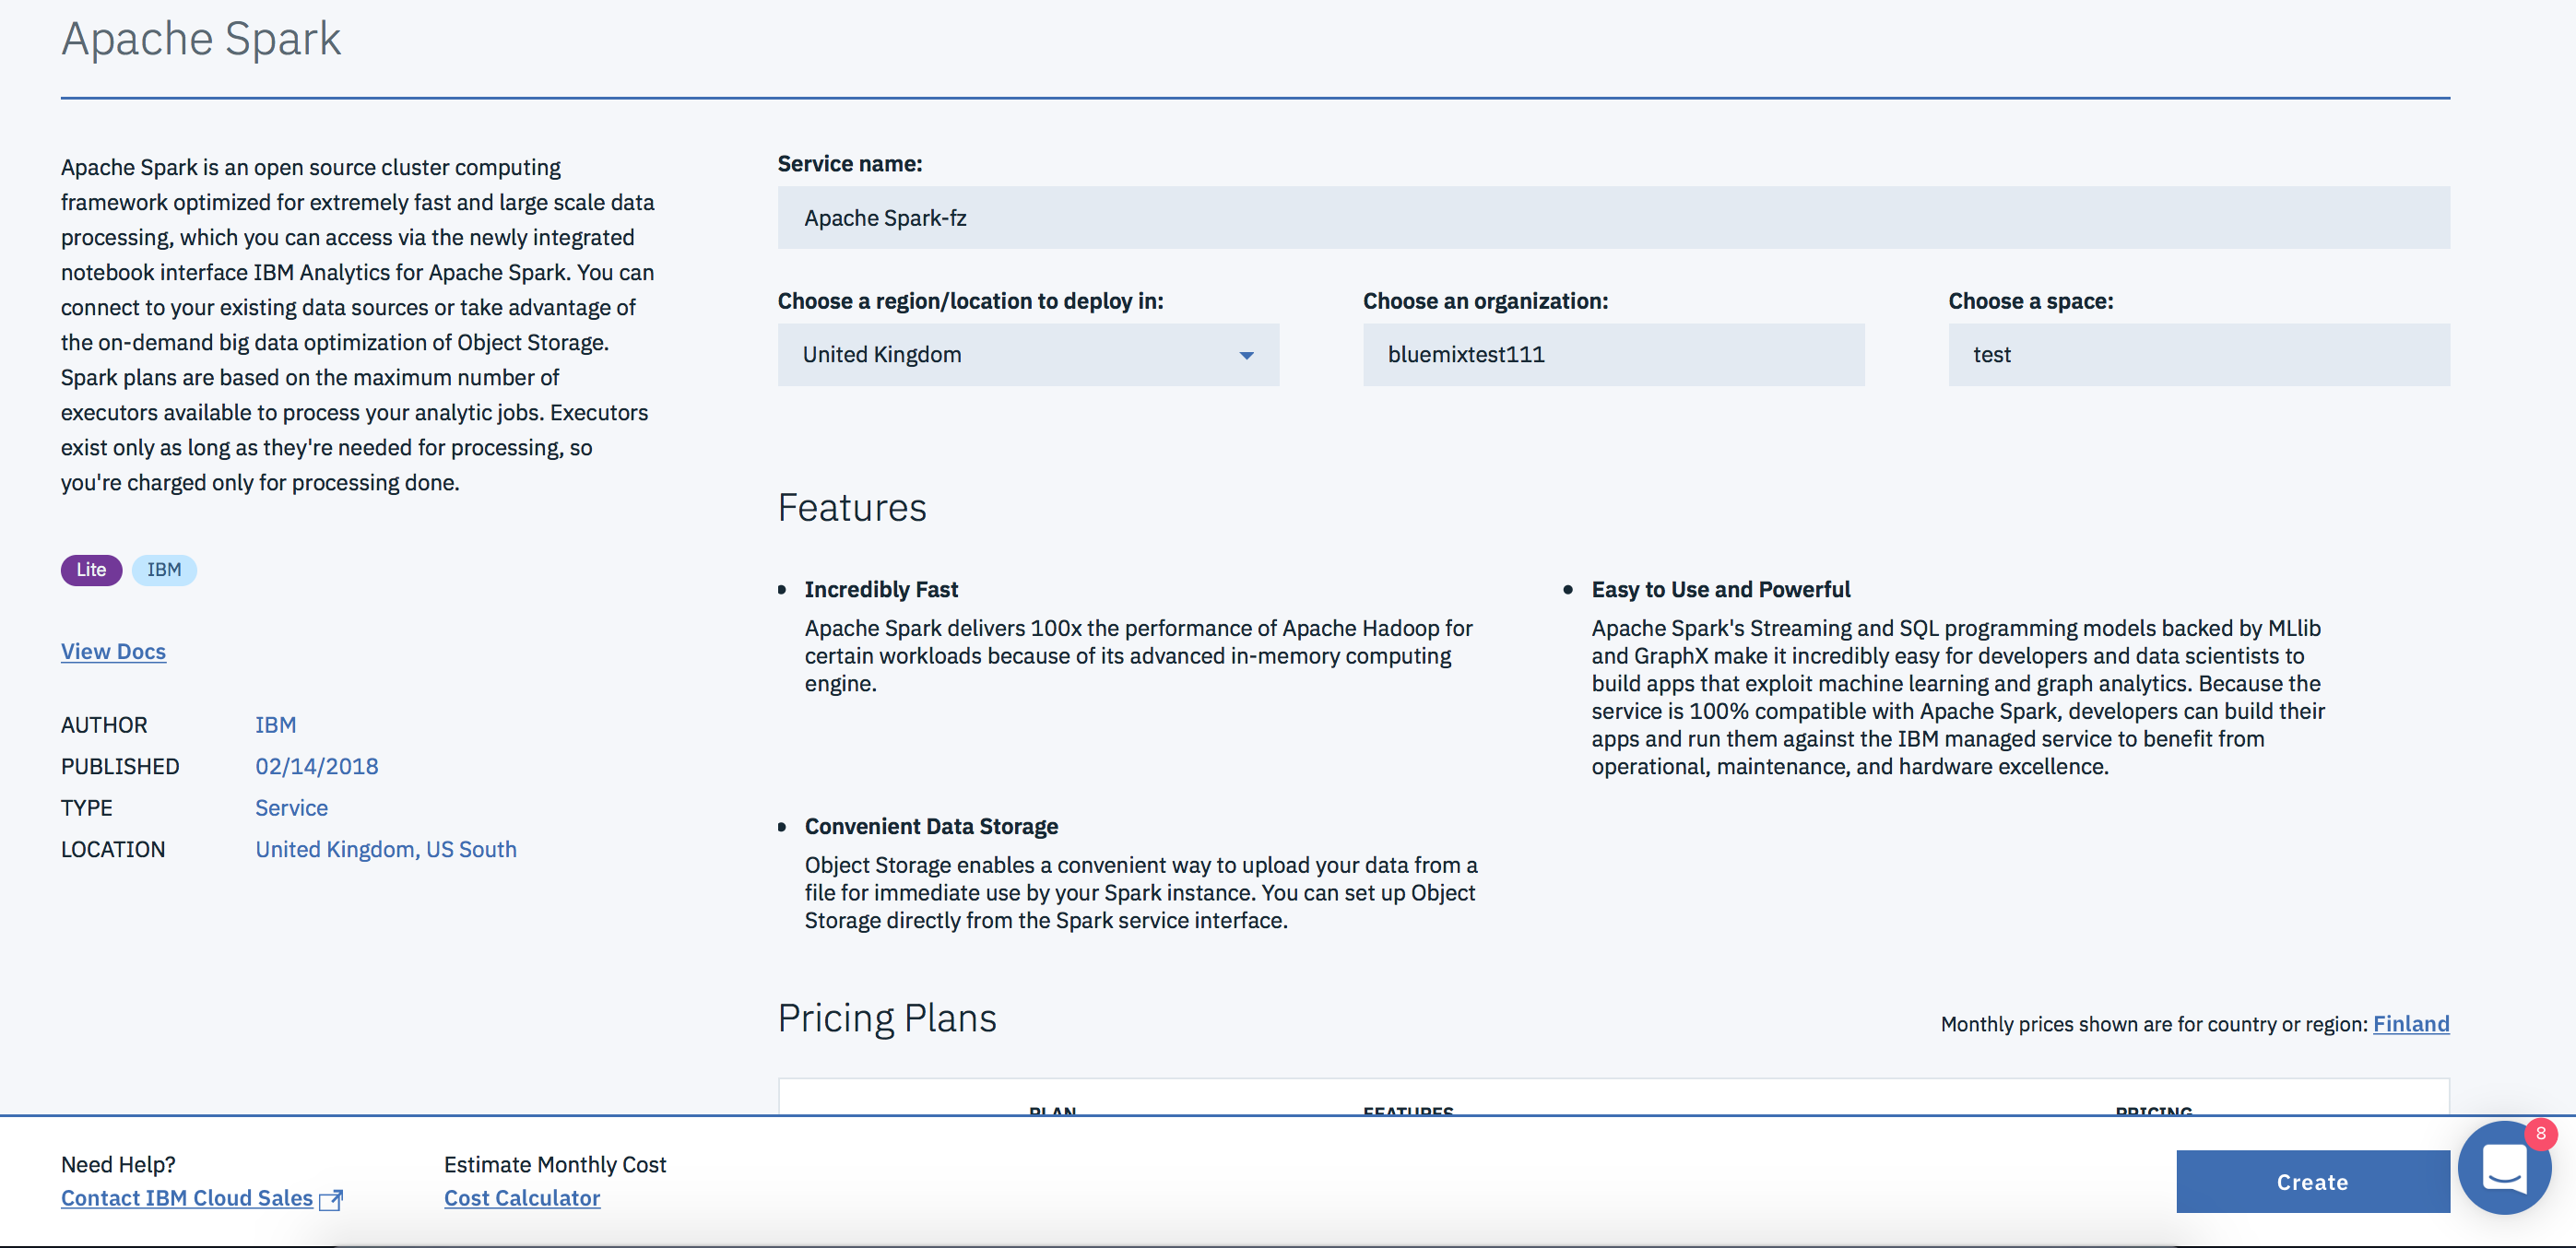 Apache Spark
Apache Spark is an open source cluster computing
framework optimized for extremely fast and large scale data
processing, which you can access via the newly integrated
notebook interface IBM Analytics for Apache Spark. You can
connect to your existing data sources or take advantage of
the on-demand big data optimization of Object Storage.
Spark plans are based on the maximum number of
executors available to process your analytic jobs. Executors
exist only as long as they're needed for processing, so
you're charged only for processing done.
Lite
IBM
View Docs
AUTHOR IBM
PUBLISHED 02/14/2018
TYPE Service
LOCATION United Kingdom, US South
Service name:
Apache Spark-fz
Choose a region/location to deploy in:
United Kingdom
Choose an organization:
bluemixtest111
Choose a space:
test
Features
Incredibly Fast
Apache Spark delivers 100x the performance of Apache Hadoop for
certain workloads because of its advanced in-memory computing
engine.
Easy to Use and Powerful
Apache Spark's Streaming and SQL programming models backed by MLlib
and GraphX make it incredibly easy for developers and data scientists to
build apps that exploit machine learning and graph analytics. Because the
service is 100% compatible with Apache Spark, developers can build their
apps and run them against the IBM managed service to benefit from
operational, maintenance, and hardware excellence.
Convenient Data Storage
Object Storage enables a convenient way to upload your data from a
file for immediate use by your Spark instance. You can set up Object
Storage directly from the Spark service interface.
Pricing Plans
Monthly prices shown are for country or region: Finland
PLAN FEATURES PRICING
Need Help?
Contact IBM Cloud Sales
Estimate Monthly Cost
Cost Calculator
Create
8